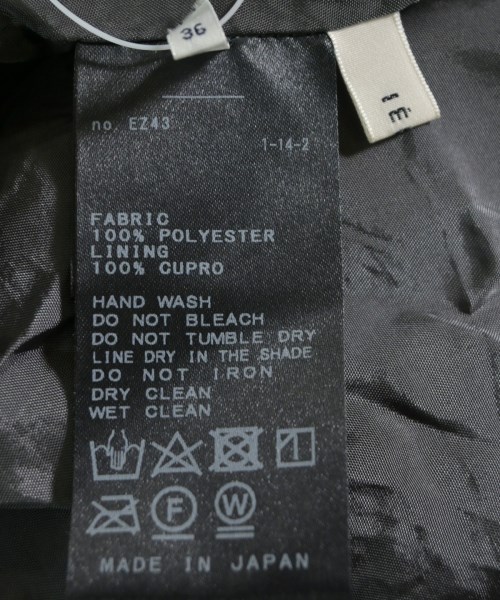 36
no. EZ43
1-14-2
FABRIC
100% POLYESTER
LINING
100% CUPRO
HAND WASH
DO NOT BLEACH
DO NOT TUMBLE DRY
LINE DRY IN THE SHADE
DO NOT IRON
DRY CLEAN
WET CLEAN
F
W
MADE IN JAPAN